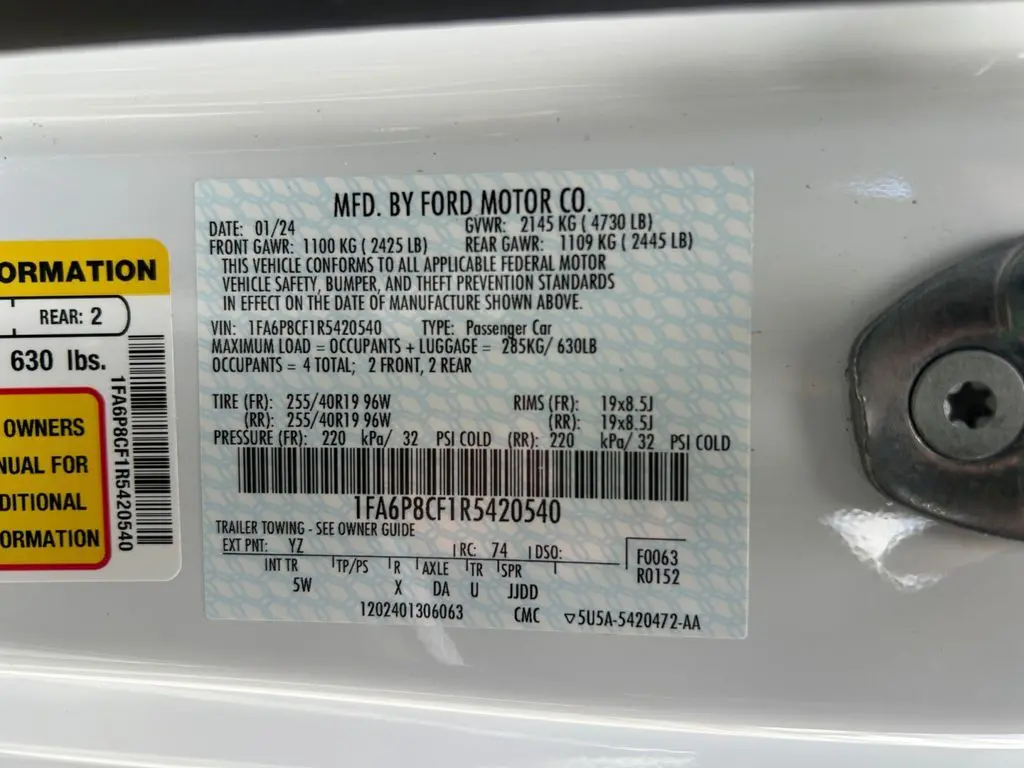 MFD. BY FORD MOTOR CO.
DATE: 01/24 GVWR: 2145 KG ( 4730 LB)
FRONT GAWR: 1100 KG ( 2425 LB) REAR GAWR: 1109 KG ( 2445 LB)
THIS VEHICLE CONFORMS TO ALL APPLICABLE FEDERAL MOTOR
VEHICLE SAFETY, BUMPER, AND THEFT PREVENTION STANDARDS
IN EFFECT ON THE DATE OF MANUFACTURE SHOWN ABOVE.
VIN: 1FA6P8CF1R5420540 TYPE: Passenger Car
MAXIMUM LOAD = OCCUPANTS + LUGGAGE = 285KG/ 630LB
OCCUPANTS = 4 TOTAL; 2 FRONT, 2 REAR
TIRE (FR): 255/40R19 96W RIMS (FR): 19x8.5J
(RR): 255/40R19 96W (RR): 19x8.5J
PRESSURE (FR): 220 kPa/ 32 PSI COLD (RR): 220 kPa/ 32 PSI COLD
1FA6P8CF1R5420540
TRAILER TOWING - SEE OWNER GUIDE
EXT PNT: YZ RC: 74 DSO: F0063
R0152
INT TR TP/PS R AXLE TR SPR
5W X DA U JJDD
1202401306063 CMC ▽5U5A-5420472-AA
ORMATION
REAR: 2
630 lbs.
OWNERS
NUAL FOR
DITIONAL
ORMATION
1FA6P8CF1R5420540